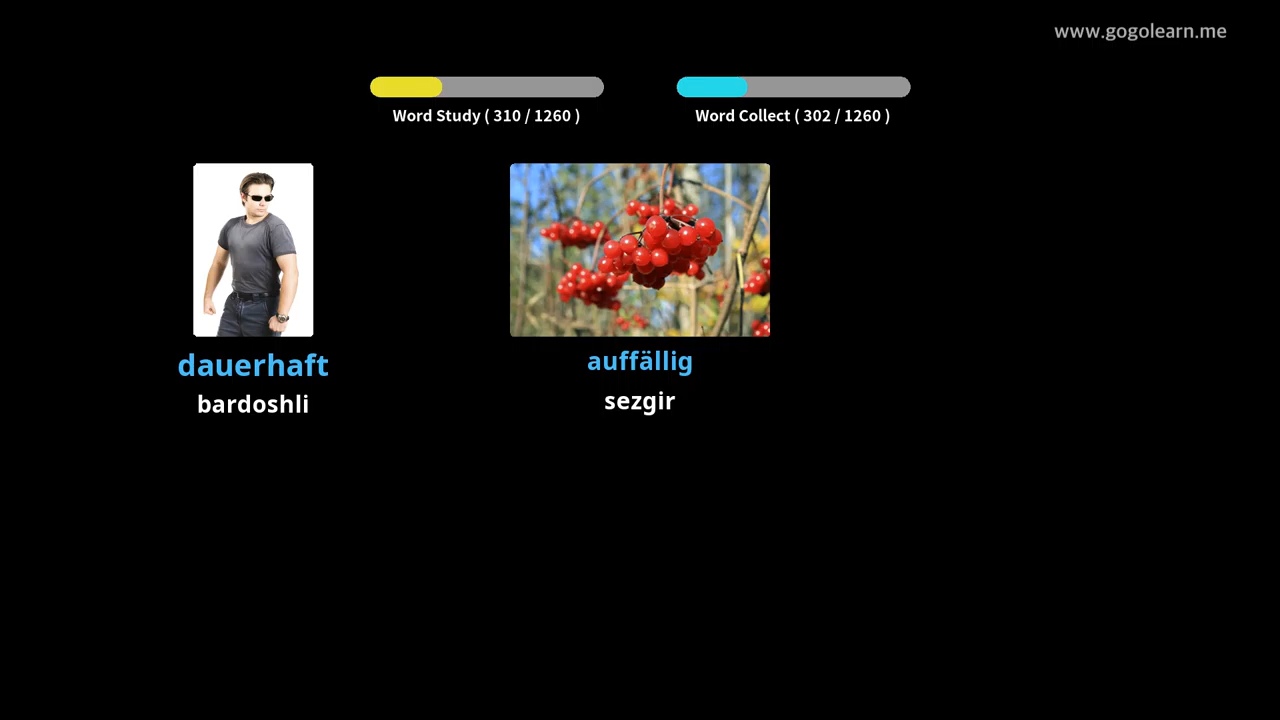 www.gogolearn.me
Word Study ( 310 / 1260 )
Word Collect ( 302 / 1260 )
dauerhaft
bardoshli
auffällig
sezgir